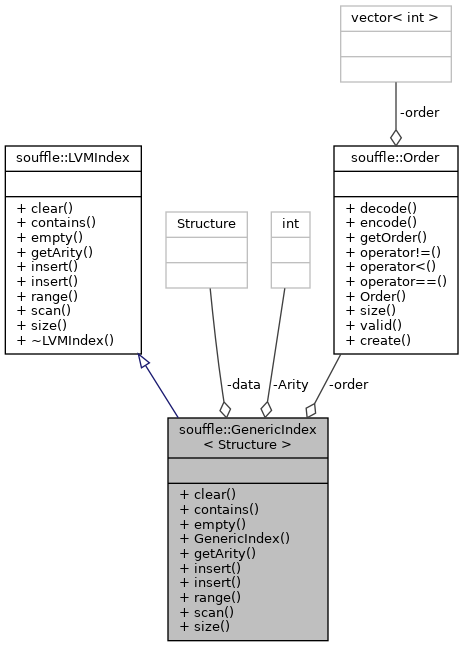 vector< int >
-order
souffle::LVMIndex
+ clear()
+ contains()
+ empty()
+ getArity()
+ insert()
+ insert()
+ range()
+ scan()
+ size()
+ ~LVMIndex()
Structure
int
souffle::Order
+ decode()
+ encode()
+ getOrder()
+ operator!=()
+ operator<()
+ operator==()
+ Order()
+ size()
+ valid()
+ create()
-data
-Arity
-order
souffle::GenericIndex
< Structure >
+ clear()
+ contains()
+ empty()
+ GenericIndex()
+ getArity()
+ insert()
+ insert()
+ range()
+ scan()
+ size()